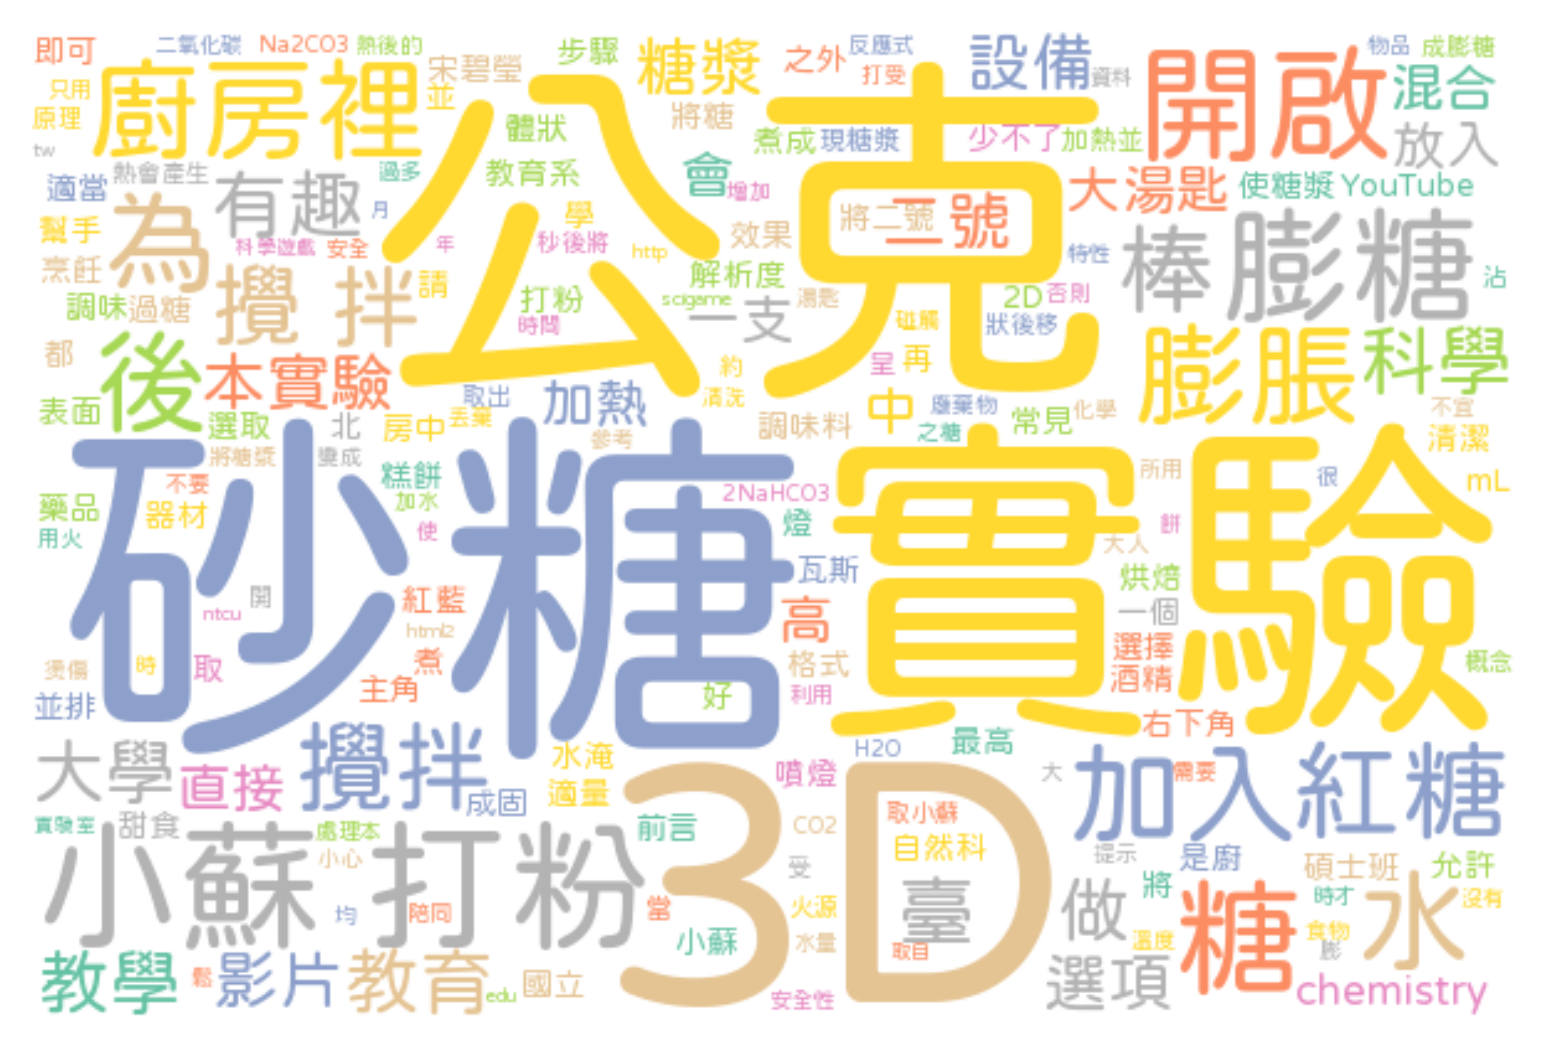 即可 二氧化碳 Na2CO3 熱後的 步驟 糖漿 之外 反應式 設備 物品 成膨糖
只用 廚房裡 宋碧瑩 打受 資料 開啟 混合
原理 並 公克 將糖 體狀 煮成 現糖漿 少不了 加熱並 放入
tw 熱會產生 過多 教育系 會 增加 大湯匙 使糖漿 YouTube
適當 有趣 月 學 將二號 二號 棒 膨糖
幫手 為 科學遊戲 安全 年 秒後將 http 效果 特性
烹飪 攪 拌 請 打粉 scigame 解析度 湯匙 2D 否則 沾
調味 過糖 時間 一支 磁觸 狀後移 膨脹 科學
都 後 本實驗 約 呈 再
表面 選取 北 取出 加熱 清洗 中 廢棄物 常見 化學 不宜
房中 丟棄 參考 調味料 之糖 清潔
將糖漿 變成 糕餅 所用 很 mL
不要 砂糖 2NaHCO3 實驗
藥品 器材 加水 燈 餅
用火 使 大人
開 瓦斯 烘焙
ntcu 紅藍 高 一個
html2 選擇
燙傷 時 取 煮 格式 酒精 概念
並排 主角 好 利用 右下角
大學 直接 攪拌 水淹 H2O 最高 大 需要 加入紅糖
成固 適量 噴燈
實驗室 甜食 處理本 前言 3D CO2 取小蘇
小蘇打粉 小心 受 自然科 提示 是廚 碩士班 允許
均 陪同 當 火源 臺 做 將 糖 時才 水 沒有
小蘇 水量 取自 溫度 食物
教學 鬆 影片 教育 edu 國立 安全性 選項 膨 chemistry